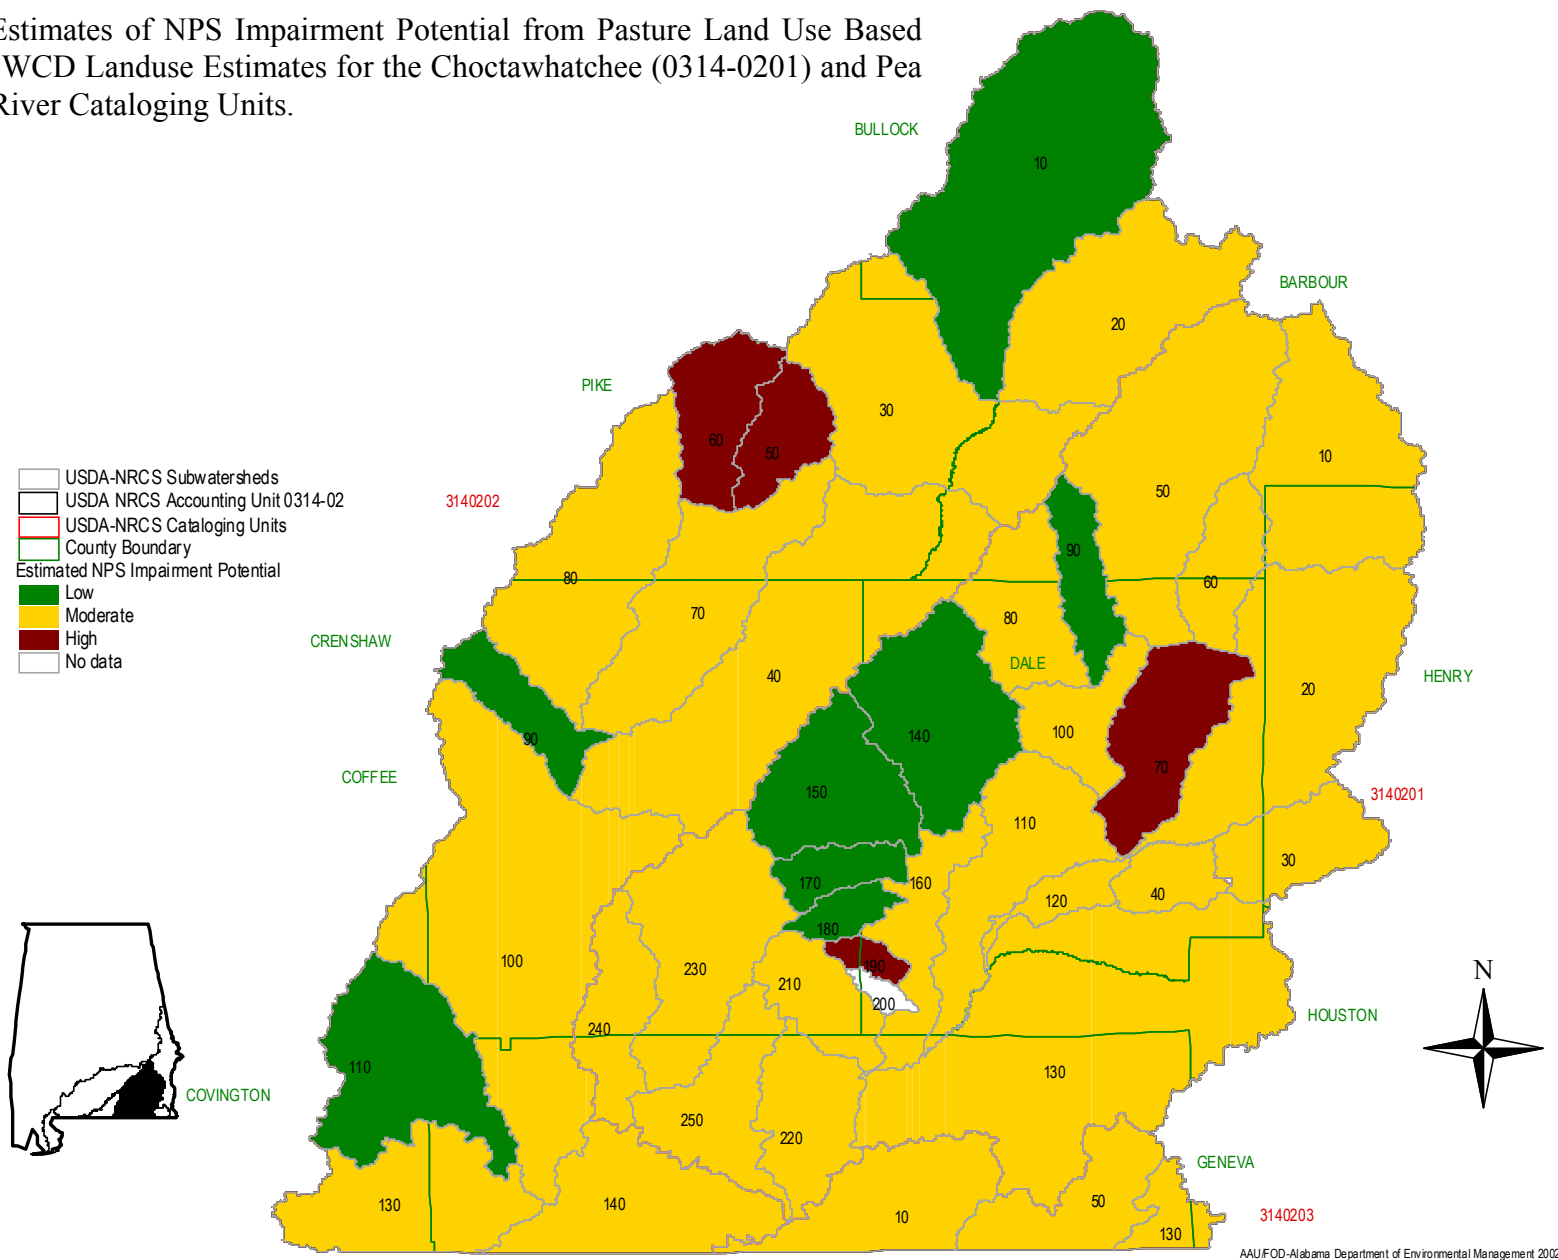 Estimates of NPS Impairment Potential from Pasture Land Use Based
WCD Landuse Estimates for the Choctawhatchee (0314-0201) and Pea
River Cataloging Units.
BULLOCK
10
BARBOUR
20
PIKE
30
60
50
10
50
3140202
USDA-NRCS Subwatersheds
USDA NRCS Accounting Unit 0314-02
USDA-NRCS Cataloging Units
County Boundary
Estimated NPS Impairment Potential
Low
Moderate
High
No data
90
80
60
70
80
CRENSHAW
DALE
40
HENRY
20
90
140
100
COFFEE
70
150
3140201
110
30
170
160
40
120
180
100
190
230
210
200
N
HOUSTON
240
110
130
COVINGTON
250
220
GENEVA
130
140
50
10
3140203
130
AAU/FOD-Alabama Department of Environmental Management 2002